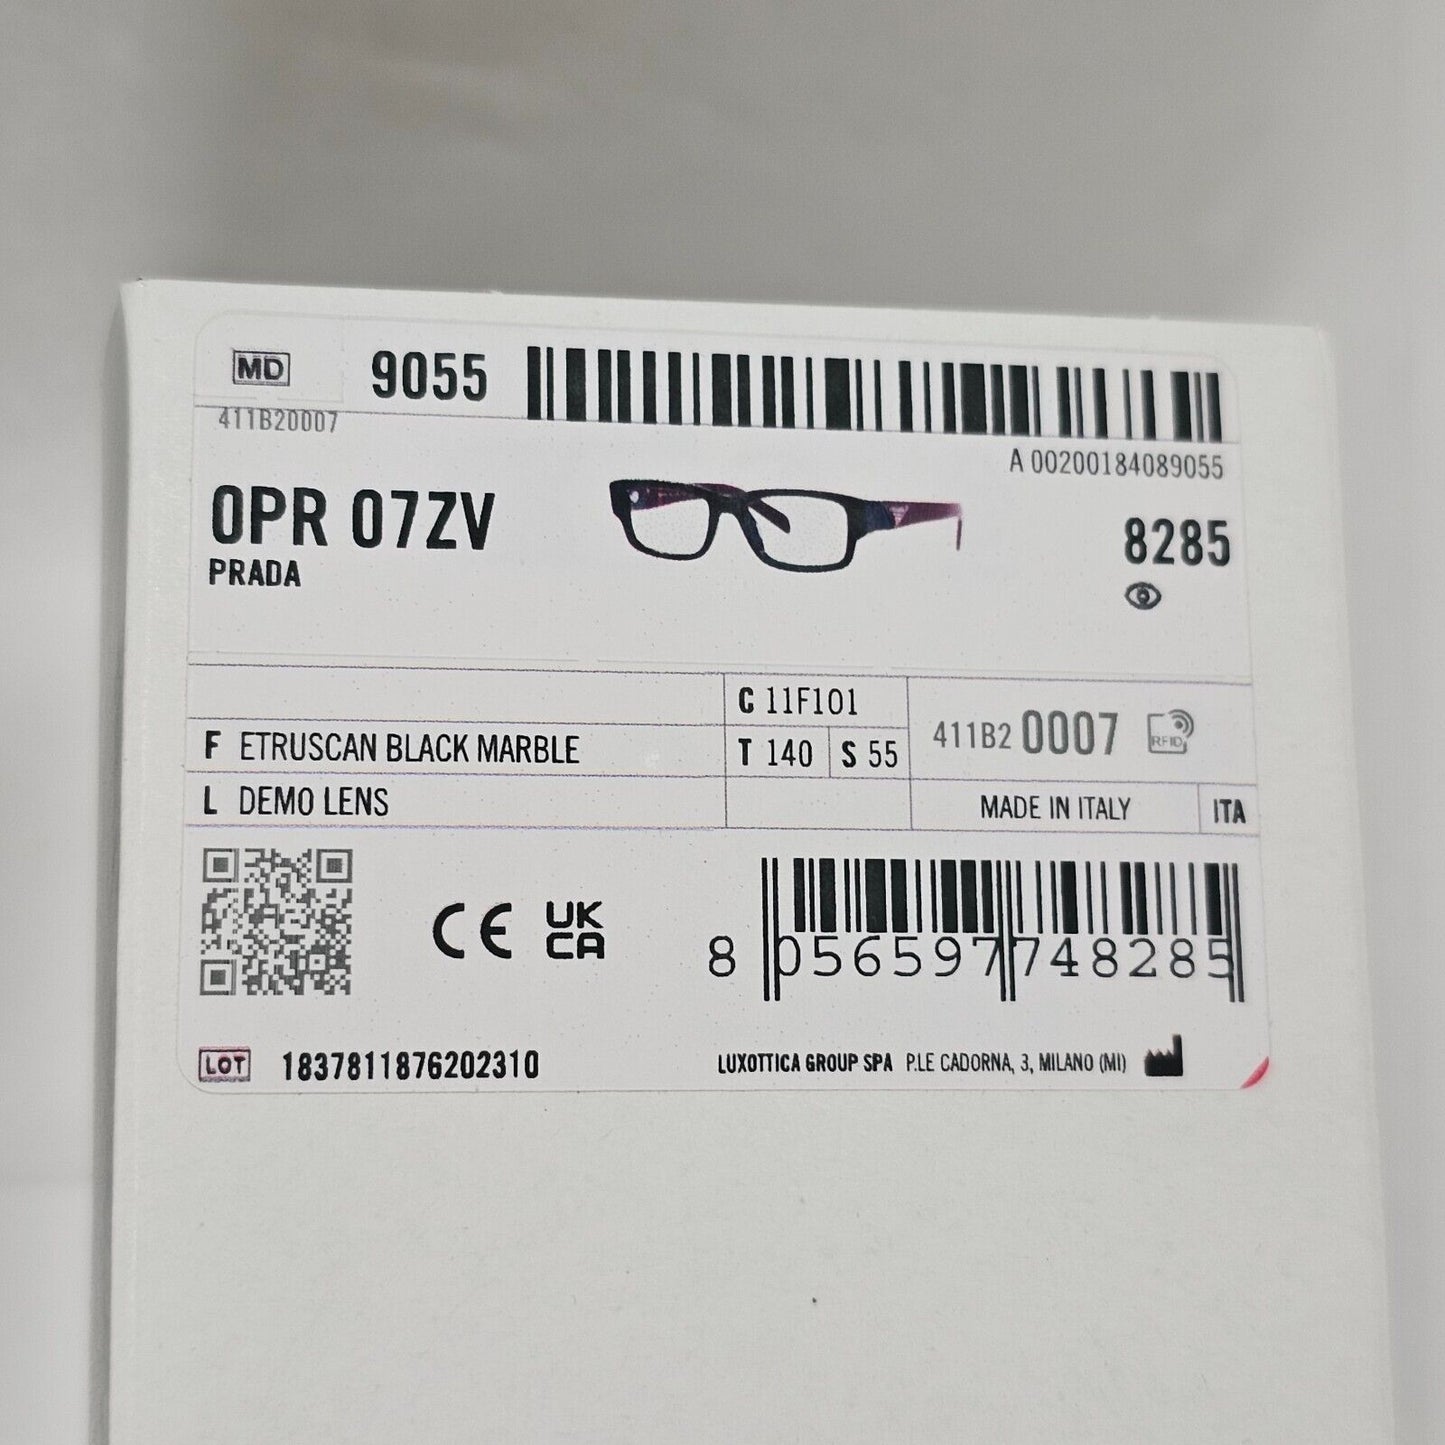 MD 9055
411B20007
A 00200184089055
0PR 07ZV
PRADA
8285
C 11F101
F ETRUSCAN BLACK MARBLE
T 140 S 55
411B2 0007 RFID
L DEMO LENS
MADE IN ITALY ITA
CE UK
CA
8 056597 748285
LOT 1837811876202310
LUXOTTICA GROUP SPA P.LE CADORNA, 3, MILANO (MI)